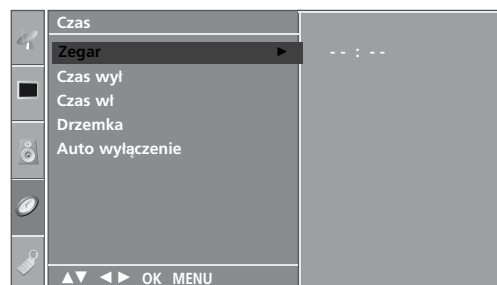 Czas
Zegar ► -- : --
Czas wył
Czas wł
Drzemka
Auto wyłączenie
▲▼ ◄► OK MENU